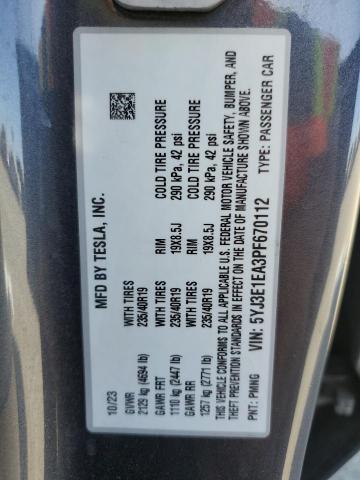 MFD BY TESLA, INC.
10/23
GVWR
2129 kg (4694 lb)
GAWR FRT WITH TIRES RIM COLD TIRE PRESSURE
1110 kg (2447 lb) 235/40R19 19X8.5J 290 kPa, 42 psi
GAWR RR WITH TIRES RIM COLD TIRE PRESSURE
1257 kg (2771 lb) 235/40R19 19X8.5J 290 kPa, 42 psi
THIS VEHICLE CONFORMS TO ALL APPLICABLE U.S. FEDERAL MOTOR VEHICLE SAFETY, BUMPER, AND
THEFT PREVENTION STANDARDS IN EFFECT ON THE DATE OF MANUFACTURE SHOWN ABOVE.
VIN: 5YJ3E1EA3PF670112
PNT: PMNG TYPE: PASSENGER CAR